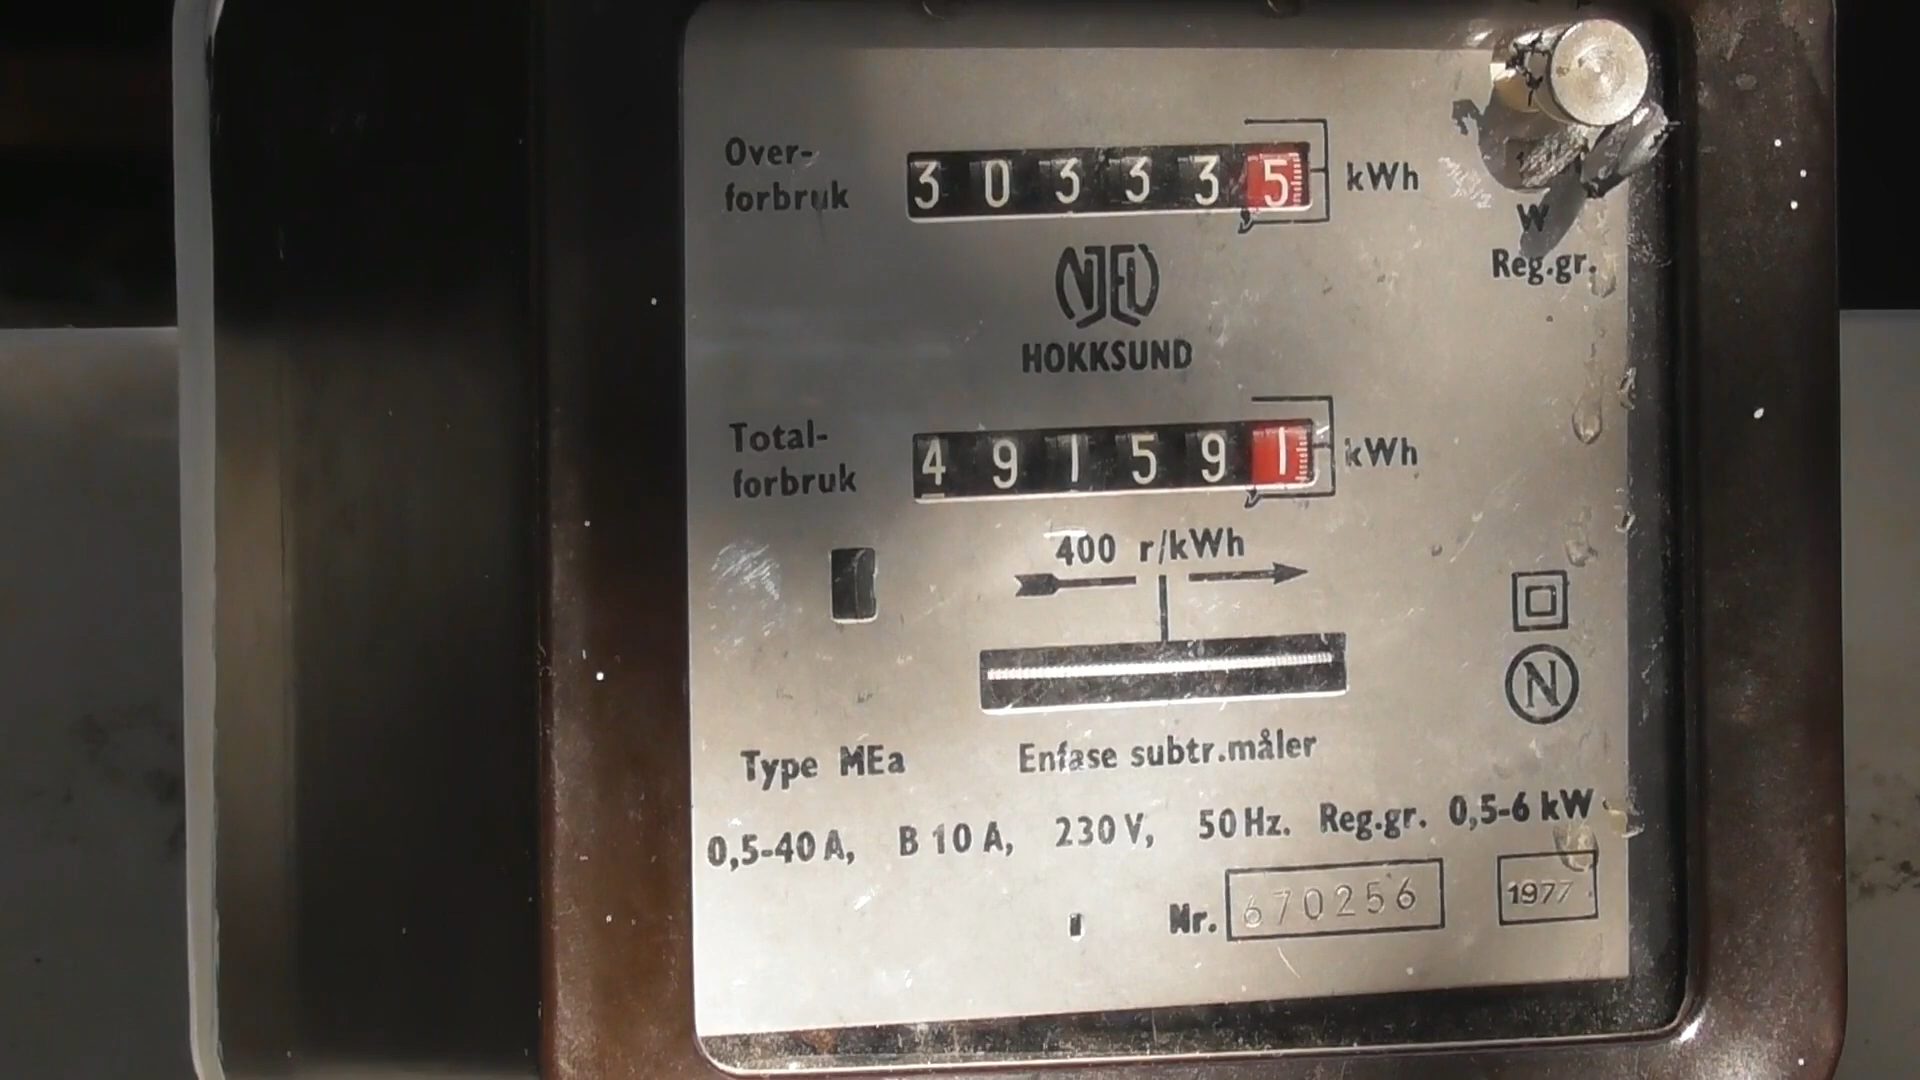 Over-
forbruk
303335 kWh
NJEU
HOKKSUND
W
Reg.gr.
Total-
forbruk
491591 kWh
400 r/kWh
N
Type MEa Enfase subtr.måler
0,5-40 A, B 10 A, 230 V, 50 Hz. Reg.gr. 0,5-6 kW
Nr. 670256 1977